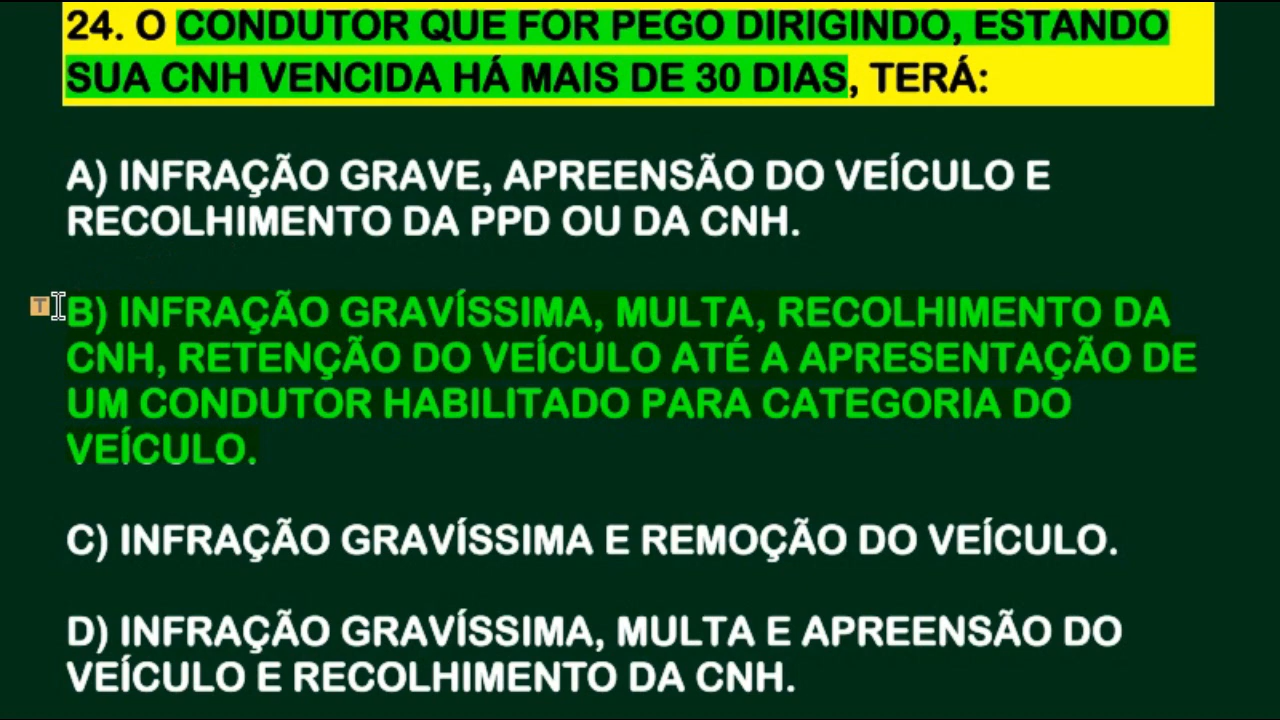 24. O CONDUTOR QUE FOR PEGO DIRIGINDO, ESTANDO
SUA CNH VENCIDA HÁ MAIS DE 30 DIAS, TERÁ:
A) INFRAÇÃO GRAVE, APREENSÃO DO VEÍCULO E
RECOLHIMENTO DA PPD OU DA CNH.
T
B) INFRAÇÃO GRAVÍSSIMA, MULTA, RECOLHIMENTO DA
CNH, RETENÇÃO DO VEÍCULO ATÉ A APRESENTAÇÃO DE
UM CONDUTOR HABILITADO PARA CATEGORIA DO
VEÍCULO.
C) INFRAÇÃO GRAVÍSSIMA E REMOÇÃO DO VEÍCULO.
D) INFRAÇÃO GRAVÍSSIMA, MULTA E APREENSÃO DO
VEÍCULO E RECOLHIMENTO DA CNH.